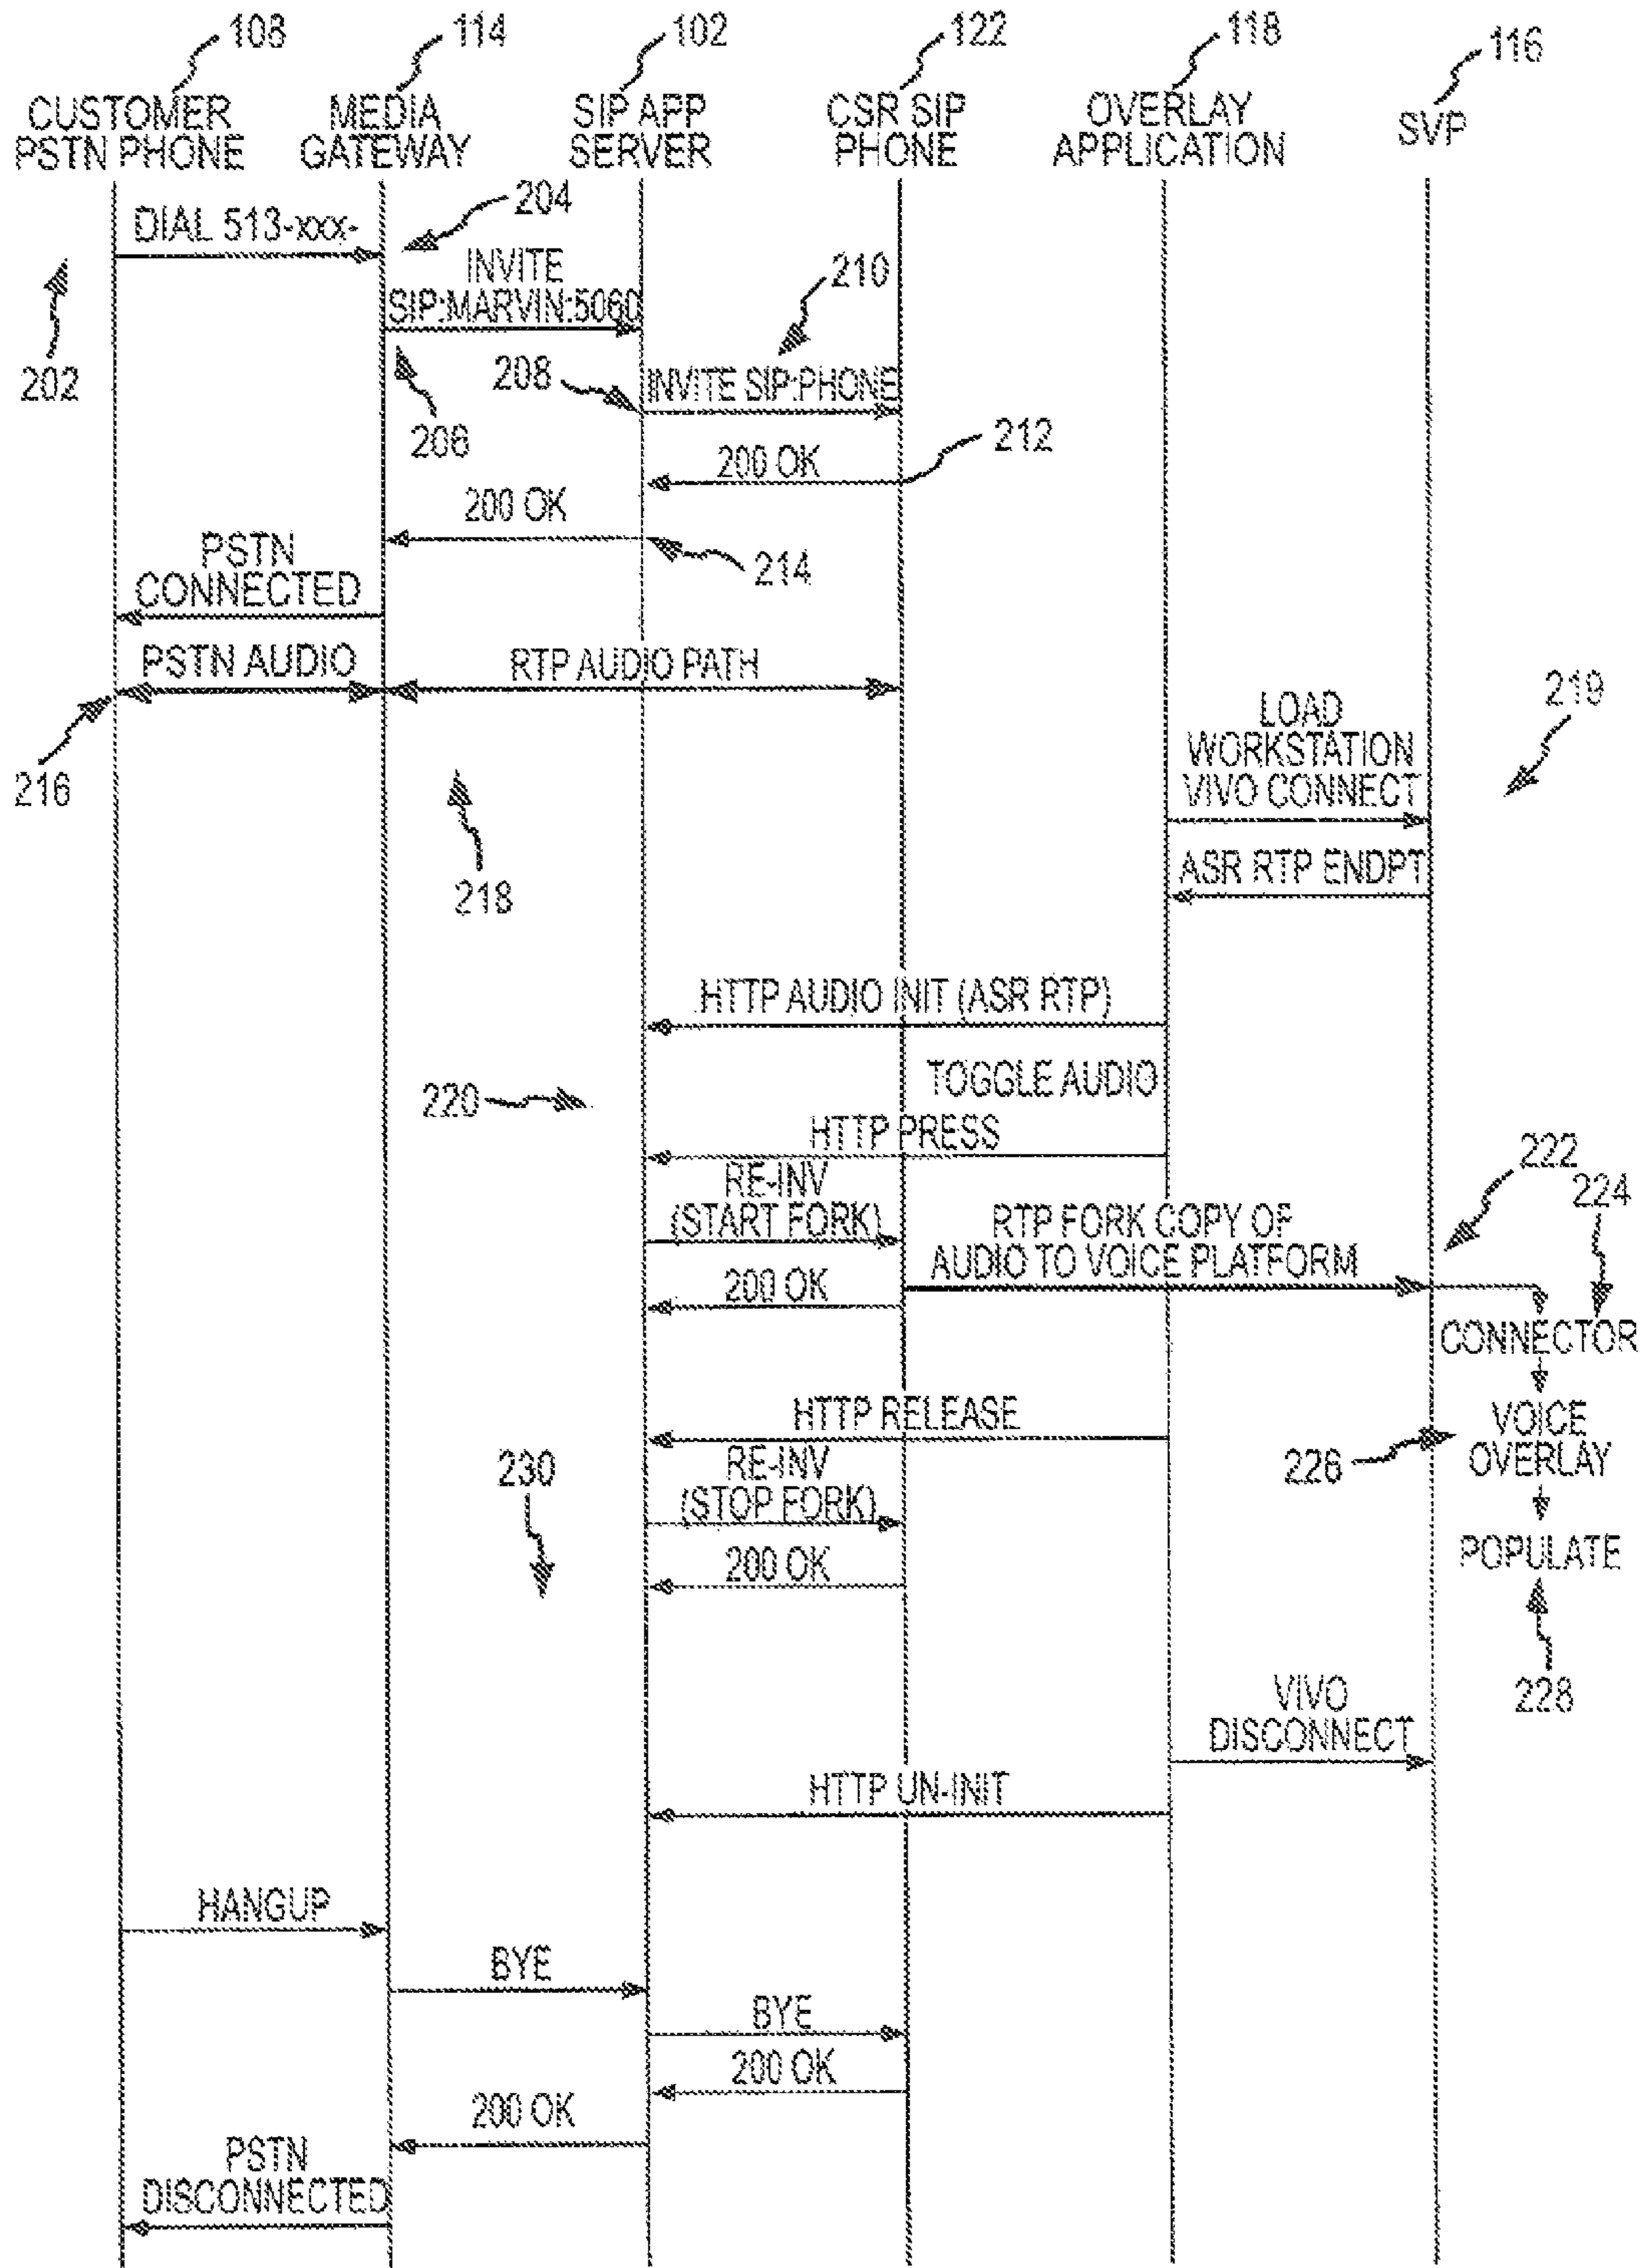 108
114
102
122
118
116
CUSTOMER
PSTN PHONE
MEDIA
GATEWAY
SIP APP
SERVER
CSR SIP
PHONE
OVERLAY
APPLICATION
SVP
DIAL 513-xxx-
204
202
INVITE
SIP:MARVIN:5060
206
210
208
INVITE SIP:PHONE
212
200 OK
200 OK
214
PSTN
CONNECTED
PSTN AUDIO
RTP AUDIO PATH
216
218
LOAD
WORKSTATION
VIVO CONNECT
219
ASR RTP ENDPT
HTTP AUDIO INIT (ASR RTP)
TOGGLE AUDIO
220
HTTP PRESS
RE-INV
(START FORK)
RTP FORK COPY OF
AUDIO TO VOICE PLATFORM
222
224
200 OK
CONNECTOR
HTTP RELEASE
VOICE
OVERLAY
226
RE-INV
(STOP FORK)
230
200 OK
POPULATE
228
VIVO
DISCONNECT
HTTP UN-INIT
HANGUP
BYE
BYE
200 OK
200 OK
PSTN
DISCONNECTED